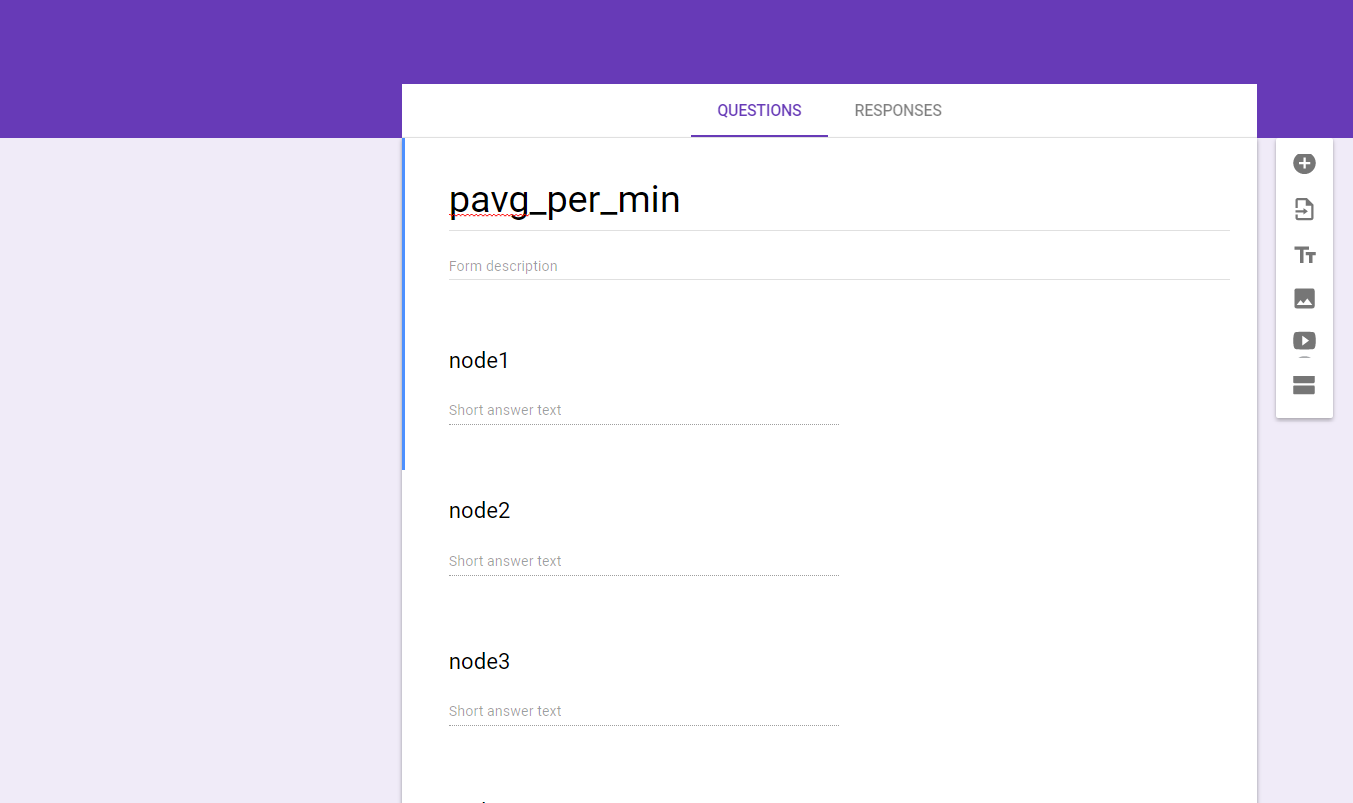 QUESTIONS RESPONSES
pavg_per_min
Form description
node1
Short answer text
node2
Short answer text
node3
Short answer text